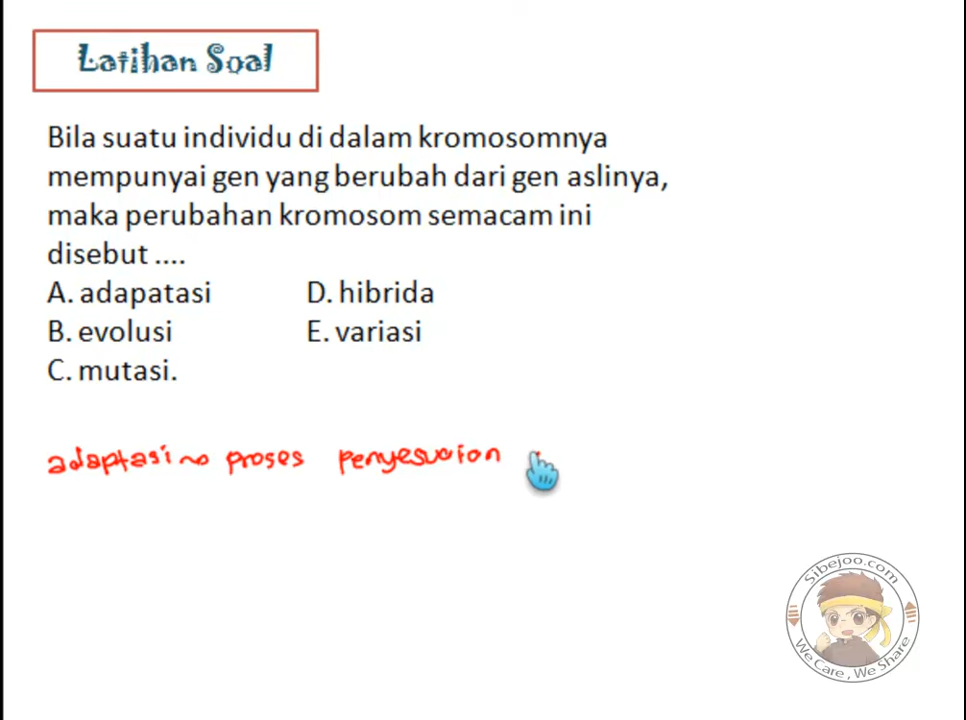 Latihan Soal
Bila suatu individu di dalam kromosomnya
mempunyai gen yang berubah dari gen aslinya,
maka perubahan kromosom semacam ini
disebut ....
A. adapatasi D. hibrida
B. evolusi E. variasi
C. mutasi.
adaptasi ~> proses penyesuaian
Sibejoo.com
We Care, We Share